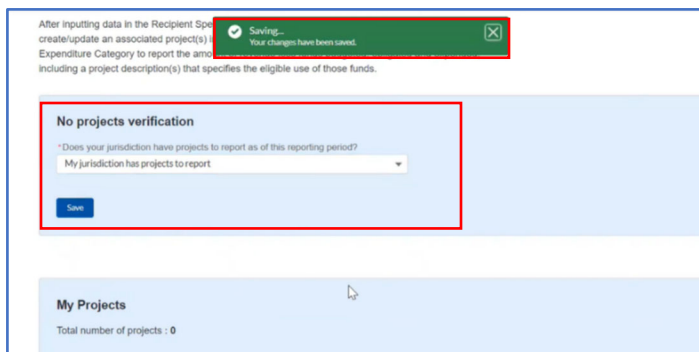 After inputting data in the Recipient Spe
Saving...
Your changes have been saved.
create/update an associated project(s) i
Expenditure Category to report the amo
including a project description(s) that specifies the eligible use of those funds.
No projects verification
*Does your jurisdiction have projects to report as of this reporting period?
My jurisdiction has projects to report
Save
My Projects
Total number of projects : 0